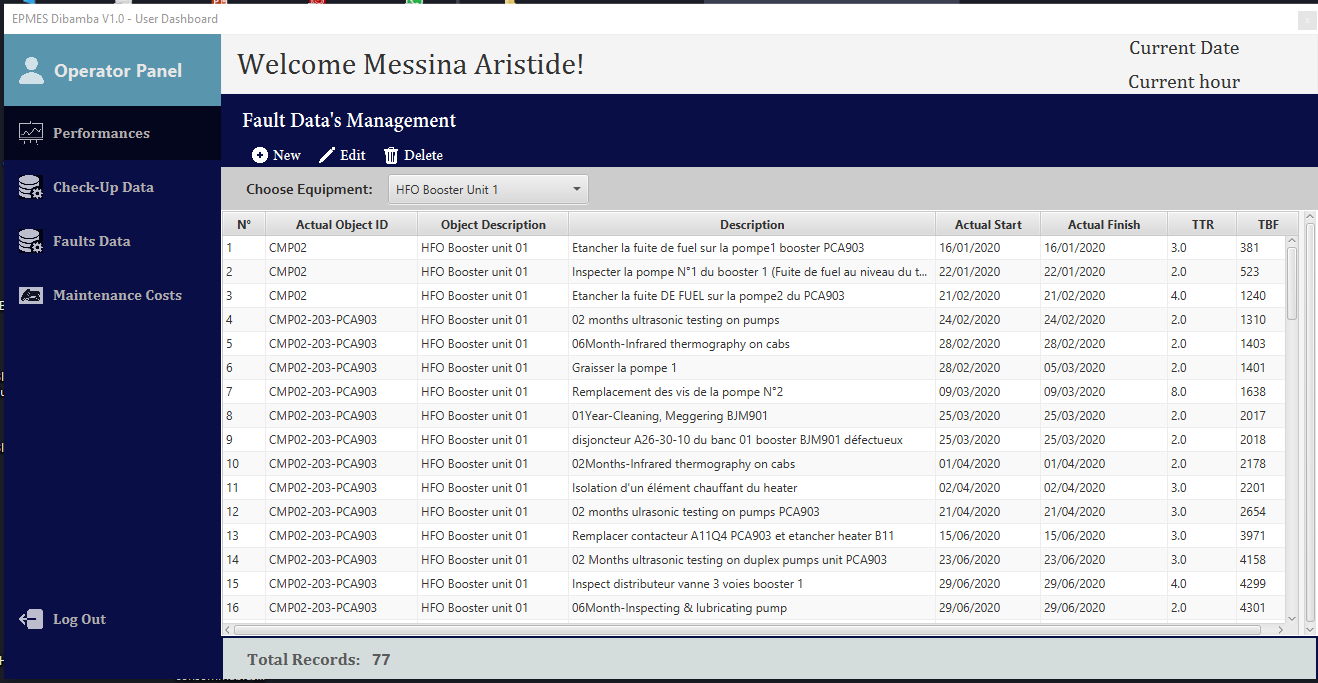 EPMES Dibamba V1.0 - User Dashboard
Operator Panel
Welcome Messina Aristide!
Current Date
Current hour
Performances
Check-Up Data
Faults Data
Maintenance Costs
Log Out
Fault Data's Management
New Edit Delete
Choose Equipment: HFO Booster Unit 1
N° Actual Object ID Object Description Description Actual Start Actual Finish TTR TBF
1 CMP02 HFO Booster unit 01 Etancher la fuite de fuel sur la pompe1 booster PCA903 16/01/2020 16/01/2020 3.0 381
2 CMP02 HFO Booster unit 01 Inspecter la pompe N°1 du booster 1 (Fuite de fuel au niveau du t... 22/01/2020 22/01/2020 2.0 523
3 CMP02 HFO Booster unit 01 Etancher la fuite DE FUEL sur la pompe2 du PCA903 21/02/2020 21/02/2020 4.0 1240
4 CMP02-203-PCA903 HFO Booster unit 01 02 months ultrasonic testing on pumps 24/02/2020 24/02/2020 2.0 1310
5 CMP02-203-PCA903 HFO Booster unit 01 06Month-Infrared thermography on cabs 28/02/2020 28/02/2020 2.0 1403
6 CMP02-203-PCA903 HFO Booster unit 01 Graisser la pompe 1 28/02/2020 05/03/2020 2.0 1401
7 CMP02-203-PCA903 HFO Booster unit 01 Remplacement des vis de la pompe N°2 09/03/2020 09/03/2020 8.0 1638
8 CMP02-203-PCA903 HFO Booster unit 01 01Year-Cleaning, Meggering BJM901 25/03/2020 25/03/2020 2.0 2017
9 CMP02-203-PCA903 HFO Booster unit 01 disjoncteur A26-30-10 du banc 01 booster BJM901 défectueux 25/03/2020 25/03/2020 2.0 2018
10 CMP02-203-PCA903 HFO Booster unit 01 02Months-Infrared thermography on cabs 01/04/2020 01/04/2020 2.0 2178
11 CMP02-203-PCA903 HFO Booster unit 01 Isolation d'un élément chauffant du heater 02/04/2020 02/04/2020 3.0 2201
12 CMP02-203-PCA903 HFO Booster unit 01 02 months ulrasonic testing on pumps PCA903 21/04/2020 21/04/2020 3.0 2654
13 CMP02-203-PCA903 HFO Booster unit 01 Remplacer contacteur A11Q4 PCA903 et etancher heater B11 15/06/2020 15/06/2020 3.0 3971
14 CMP02-203-PCA903 HFO Booster unit 01 02 Months ultrasonic testing on duplex pumps unit PCA903 23/06/2020 23/06/2020 3.0 4158
15 CMP02-203-PCA903 HFO Booster unit 01 Inspect distributeur vanne 3 voies booster 1 29/06/2020 29/06/2020 4.0 4299
16 CMP02-203-PCA903 HFO Booster unit 01 06Month-Inspecting & lubricating pump 29/06/2020 29/06/2020 2.0 4301
Total Records: 77